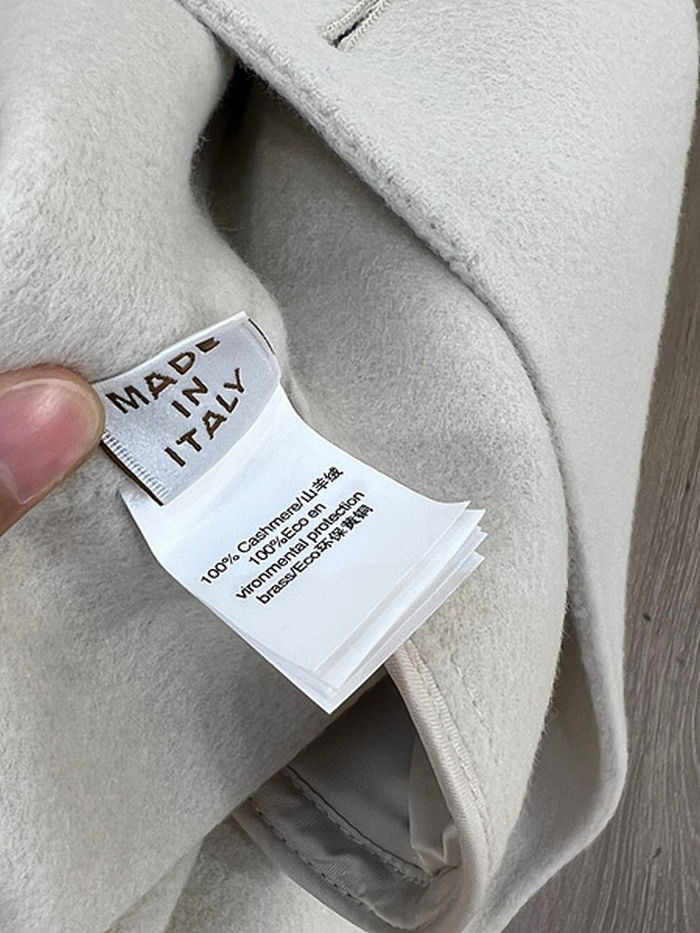 MADE
IN
ITALY
100% Cashmere/山羊绒
100%Eco en
vironmental protection
brass/Eco环保黄铜